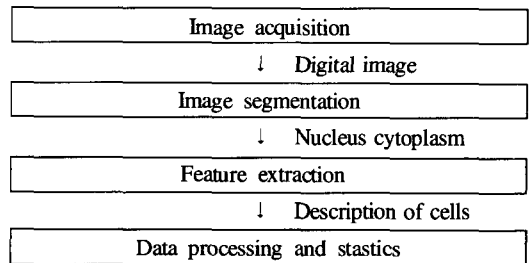 Image acquisition
↓ Digital image
Image segmentation
↓ Nucleus cytoplasm
Feature extraction
↓ Description of cells
Data processing and stastics